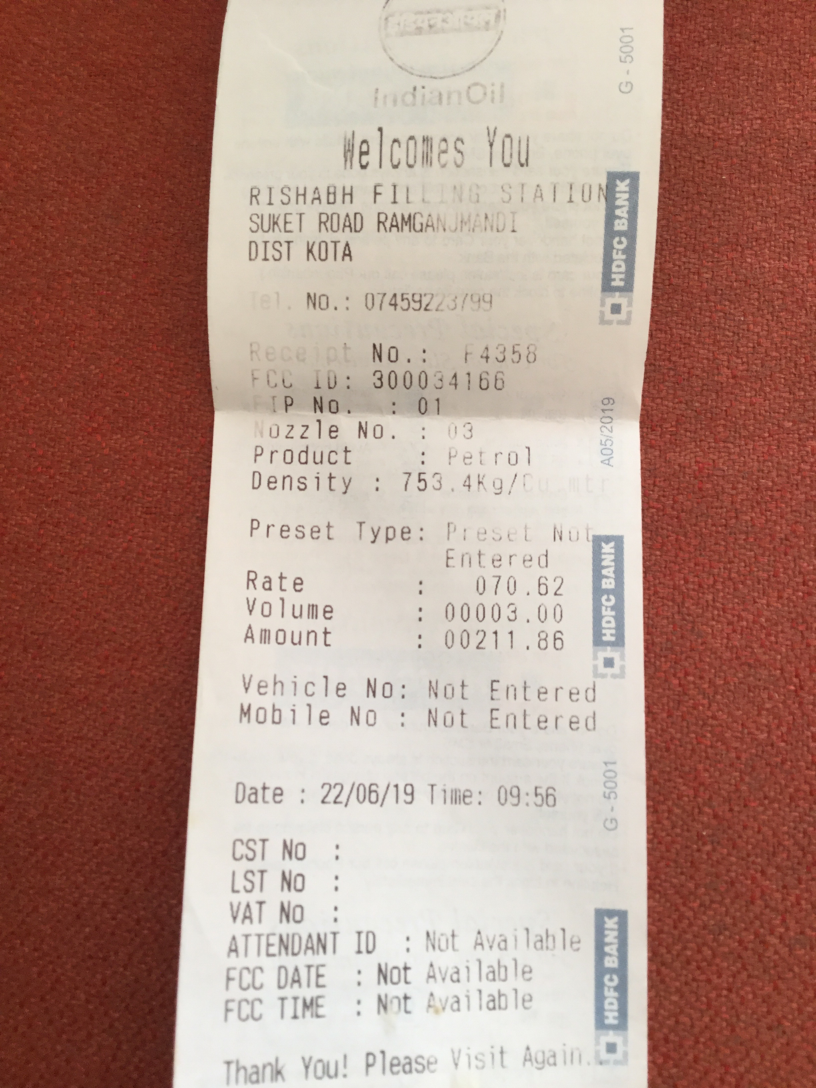 IndianOil
Welcomes You
RISHABH FILLING STATION
SUKET ROAD RAMGANJMANDI
DIST KOTA
Tel. No.: 07459223799
Receipt No.: F4358
FCC ID: 300034166
FIP No. : 01
Nozzle No. : 03
Product : Petrol
Density : 753.4Kg/Cu.mtr
Preset Type: Preset Not
Entered
Rate : 070.62
Volume : 00003.00
Amount : 00211.86
Vehicle No: Not Entered
Mobile No : Not Entered
Date : 22/06/19 Time: 09:56
CST No :
LST No :
VAT No :
ATTENDANT ID : Not Available
FCC DATE : Not Available
FCC TIME : Not Available
Thank You! Please Visit Again.
G - 5001
HDFC BANK
A05/2019
HDFC BANK
G - 5001
HDFC BANK